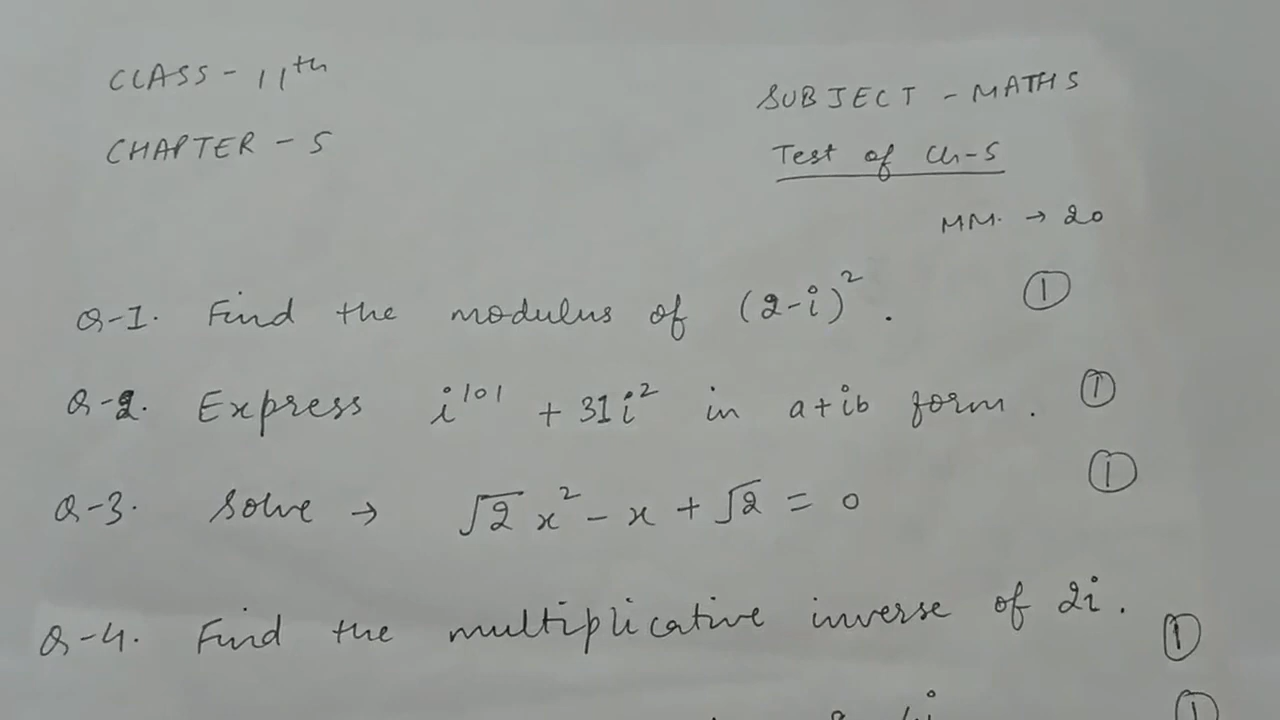 CLASS - 11th
SUBJECT - MATHS
CHAPTER - 5
Test of Ch-5
MM. → 20
Q-1. Find the modulus of (2-i)². ①
Q-2. Express i¹⁰¹ + 31i² in a+ib form. ①
Q-3. Solve → √2 x² - x + √2 = 0 ①
Q-4. Find the multiplicative inverse of 2i. ①